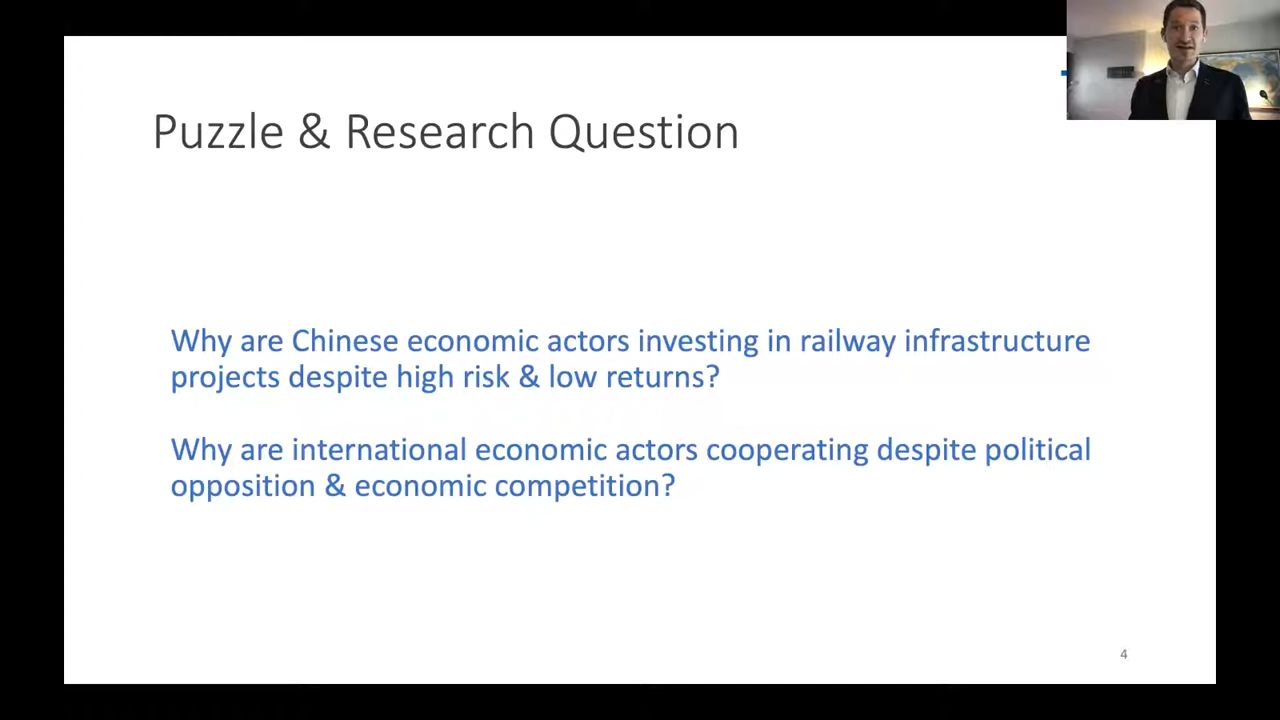 Puzzle & Research Question
Why are Chinese economic actors investing in railway infrastructure
projects despite high risk & low returns?
Why are international economic actors cooperating despite political
opposition & economic competition?
4